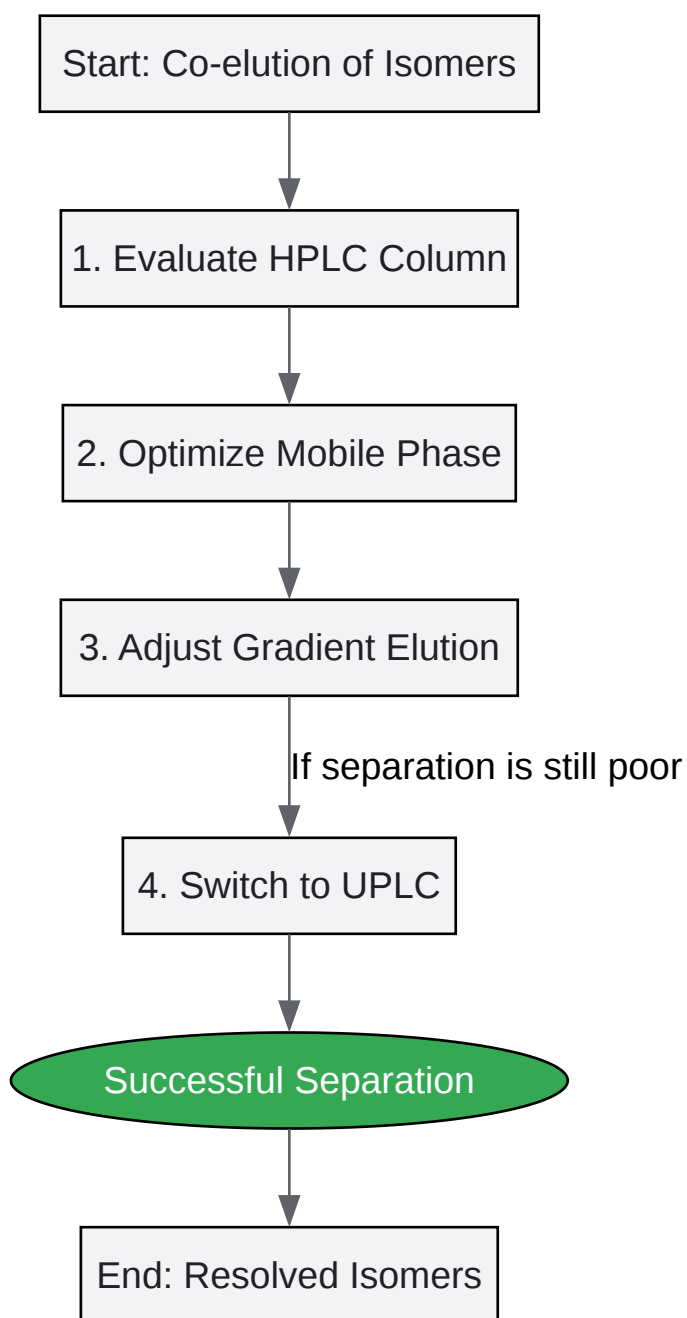 Start: Co-elution of Isomers
1. Evaluate HPLC Column
2. Optimize Mobile Phase
3. Adjust Gradient Elution
If separation is still poor
4. Switch to UPLC
Successful Separation
End: Resolved Isomers